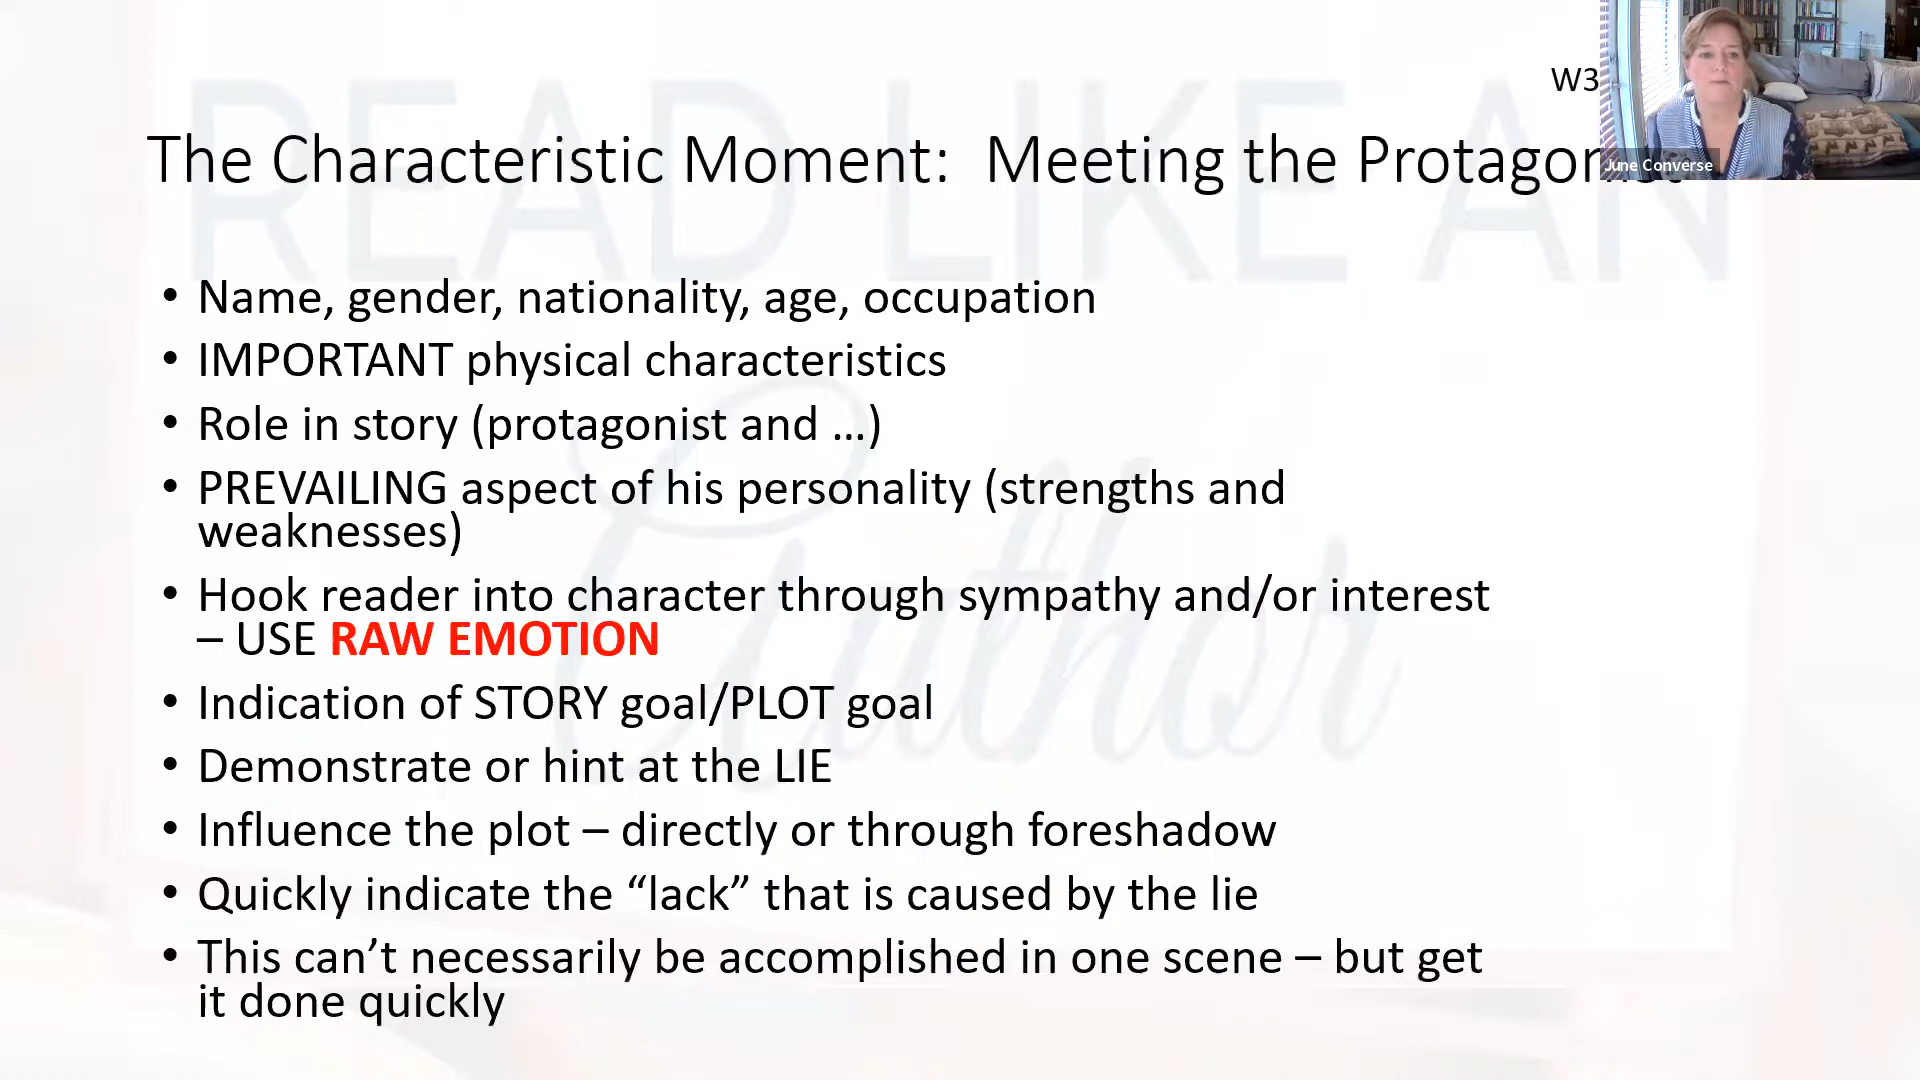 W3
June Converse
The Characteristic Moment:  Meeting the Protagon
READ LIKE AN
Author
• Name, gender, nationality, age, occupation
• IMPORTANT physical characteristics
• Role in story (protagonist and …)
• PREVAILING aspect of his personality (strengths and
weaknesses)
• Hook reader into character through sympathy and/or interest
– USE RAW EMOTION
• Indication of STORY goal/PLOT goal
• Demonstrate or hint at the LIE
• Influence the plot – directly or through foreshadow
• Quickly indicate the “lack” that is caused by the lie
• This can’t necessarily be accomplished in one scene – but get
it done quickly